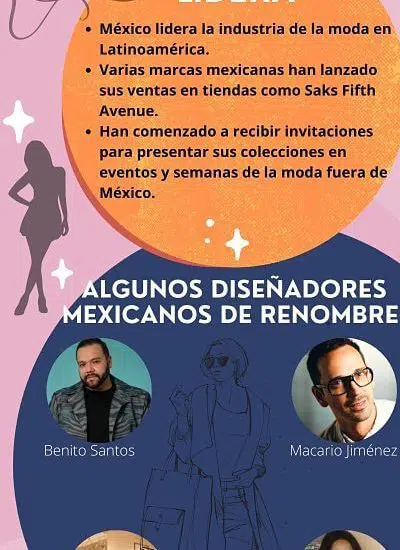 LIDERA
México lidera la industria de la moda en
Latinoamérica.
Varias marcas mexicanas han lanzado
sus ventas en tiendas como Saks Fifth
Avenue.
Han comenzado a recibir invitaciones
para presentar sus colecciones en
eventos y semanas de la moda fuera de
México.
ALGUNOS DISEÑADORES
MEXICANOS DE RENOMBRE
Benito Santos
Macario Jiménez